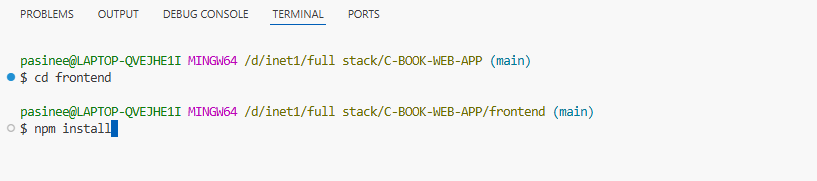 PROBLEMS OUTPUT DEBUG CONSOLE TERMINAL PORTS
pasinee@LAPTOP-QVEJHE1I MINGW64 /d/inet1/full stack/C-BOOK-WEB-APP (main)
$ cd frontend
pasinee@LAPTOP-QVEJHE1I MINGW64 /d/inet1/full stack/C-BOOK-WEB-APP/frontend (main)
$ npm install